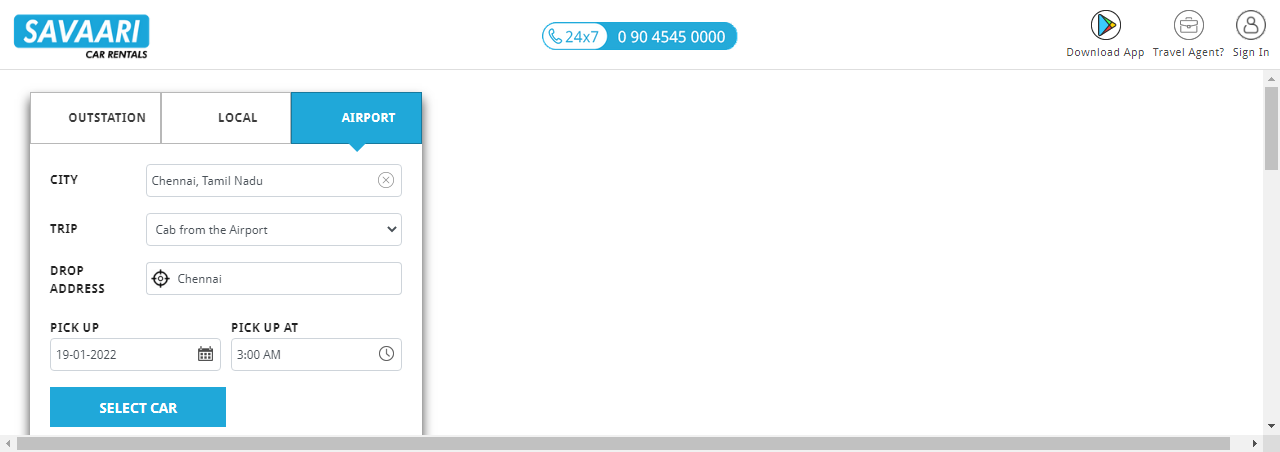 SAVAARI
CAR RENTALS
24x7 0 90 4545 0000
Download App Travel Agent? Sign In
OUTSTATION LOCAL AIRPORT
CITY Chennai, Tamil Nadu
TRIP Cab from the Airport
DROP ADDRESS Chennai
PICK UP PICK UP AT
19-01-2022 3:00 AM
SELECT CAR